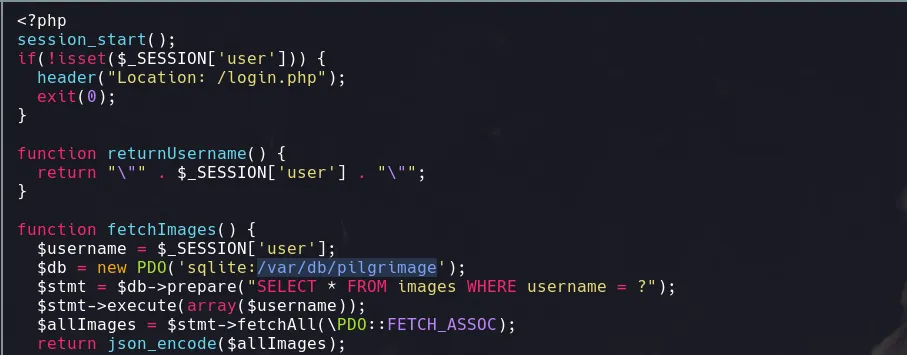 <?php
session_start();
if(!isset($_SESSION['user'])) {
  header("Location: /login.php");
  exit(0);
}

function returnUsername() {
  return "\"" . $_SESSION['user'] . "\"";
}

function fetchImages() {
  $username = $_SESSION['user'];
  $db = new PDO('sqlite:/var/db/pilgrimage');
  $stmt = $db->prepare("SELECT * FROM images WHERE username = ?");
  $stmt->execute(array($username));
  $allImages = $stmt->fetchAll(\PDO::FETCH_ASSOC);
  return json_encode($allImages);